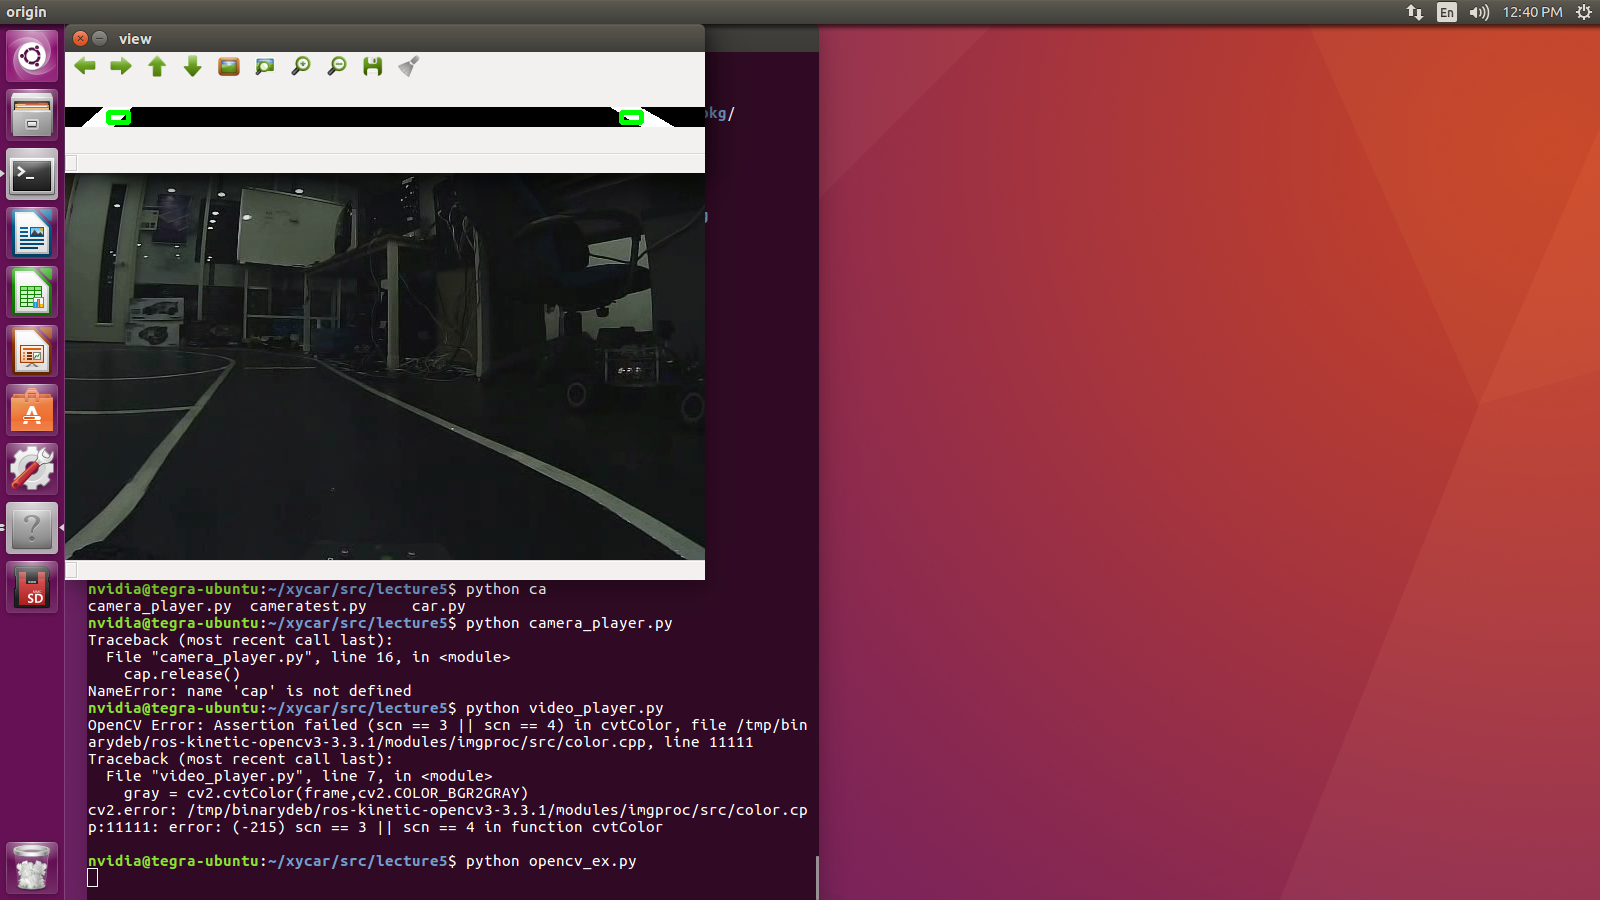 origin
En
12:40 PM
view
pkg/
nvidia@tegra-ubuntu:~/xycar/src/lecture5$ python ca
camera_player.py  cameratest.py     car.py
nvidia@tegra-ubuntu:~/xycar/src/lecture5$ python camera_player.py
Traceback (most recent call last):
  File "camera_player.py", line 16, in <module>
    cap.release()
NameError: name 'cap' is not defined
nvidia@tegra-ubuntu:~/xycar/src/lecture5$ python video_player.py
OpenCV Error: Assertion failed (scn == 3 || scn == 4) in cvtColor, file /tmp/bin
arydeb/ros-kinetic-opencv3-3.3.1/modules/imgproc/src/color.cpp, line 11111
Traceback (most recent call last):
  File "video_player.py", line 7, in <module>
    gray = cv2.cvtColor(frame,cv2.COLOR_BGR2GRAY)
cv2.error: /tmp/binarydeb/ros-kinetic-opencv3-3.3.1/modules/imgproc/src/color.cp
p:11111: error: (-215) scn == 3 || scn == 4 in function cvtColor
SD
nvidia@tegra-ubuntu:~/xycar/src/lecture5$ python opencv_ex.py